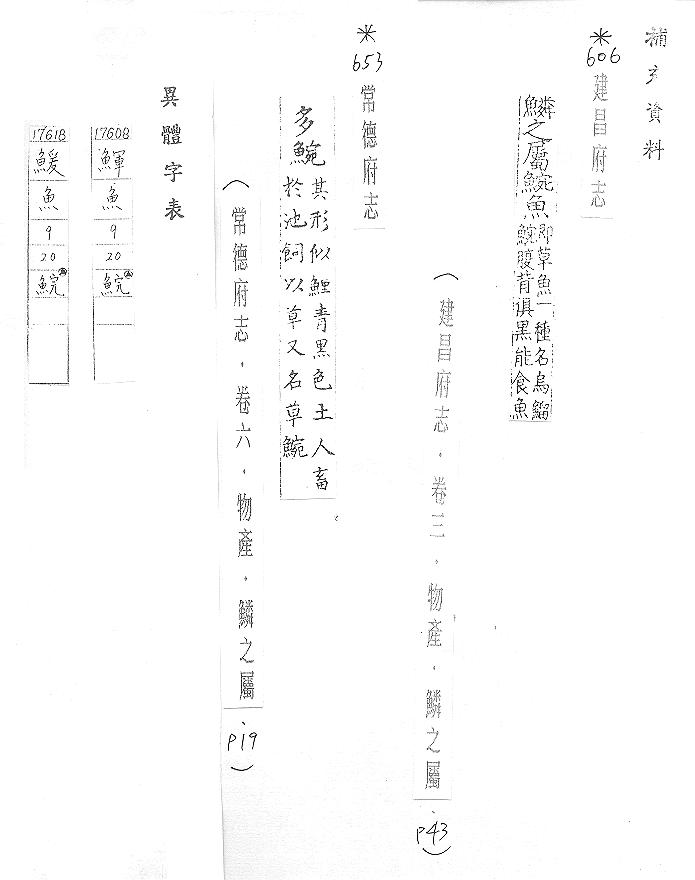 補充資料
*606
建昌府志
鱗之屬鯇魚
即草魚一種名烏鰡
鯇腹背俱黑能食魚
（建昌府志．卷三．物產．鱗之屬．p43）
*653
常德府志
多鯇
其形似鯉青黑色土人畜
於池飼以草又名草鯇
（常德府志．卷六．物產．鱗之屬．p19）
異體字表
17608
鯶
魚
9
20
鯇
17618
鰀
魚
9
20
鯇